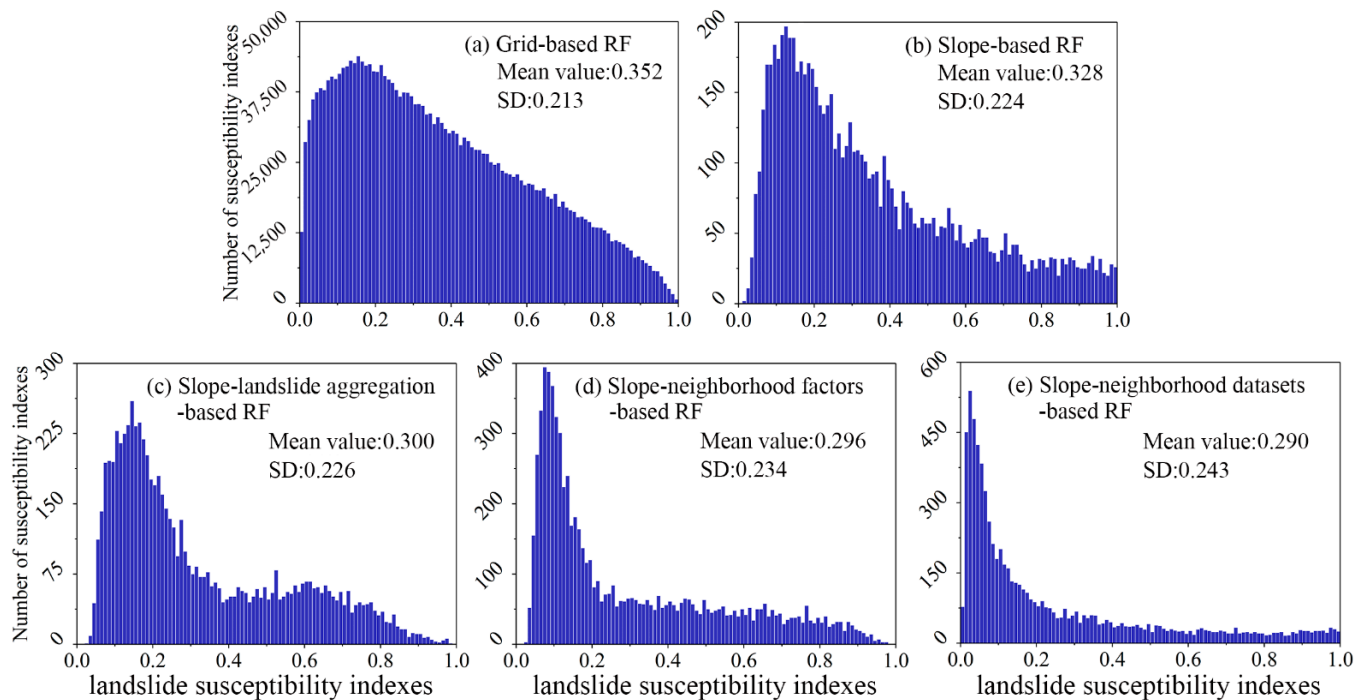 Number of susceptibility indexes
50,000
37,500
25,000
12,500
0
(a) Grid-based RF
Mean value:0.352
SD:0.213
0.0 0.2 0.4 0.6 0.8 1.0
200
150
100
50
0
(b) Slope-based RF
Mean value:0.328
SD:0.224
0.0 0.2 0.4 0.6 0.8 1.0
Number of susceptibility indexes
300
225
150
75
0
(c) Slope-landslide aggregation
-based RF
Mean value:0.300
SD:0.226
0.0 0.2 0.4 0.6 0.8 1.0
landslide susceptibility indexes
400
300
200
100
0
(d) Slope-neighborhood factors
-based RF
Mean value:0.296
SD:0.234
0.0 0.2 0.4 0.6 0.8 1.0
landslide susceptibility indexes
600
450
300
150
0
(e) Slope-neighborhood datasets
-based RF
Mean value:0.290
SD:0.243
0.0 0.2 0.4 0.6 0.8 1.0
landslide susceptibility indexes